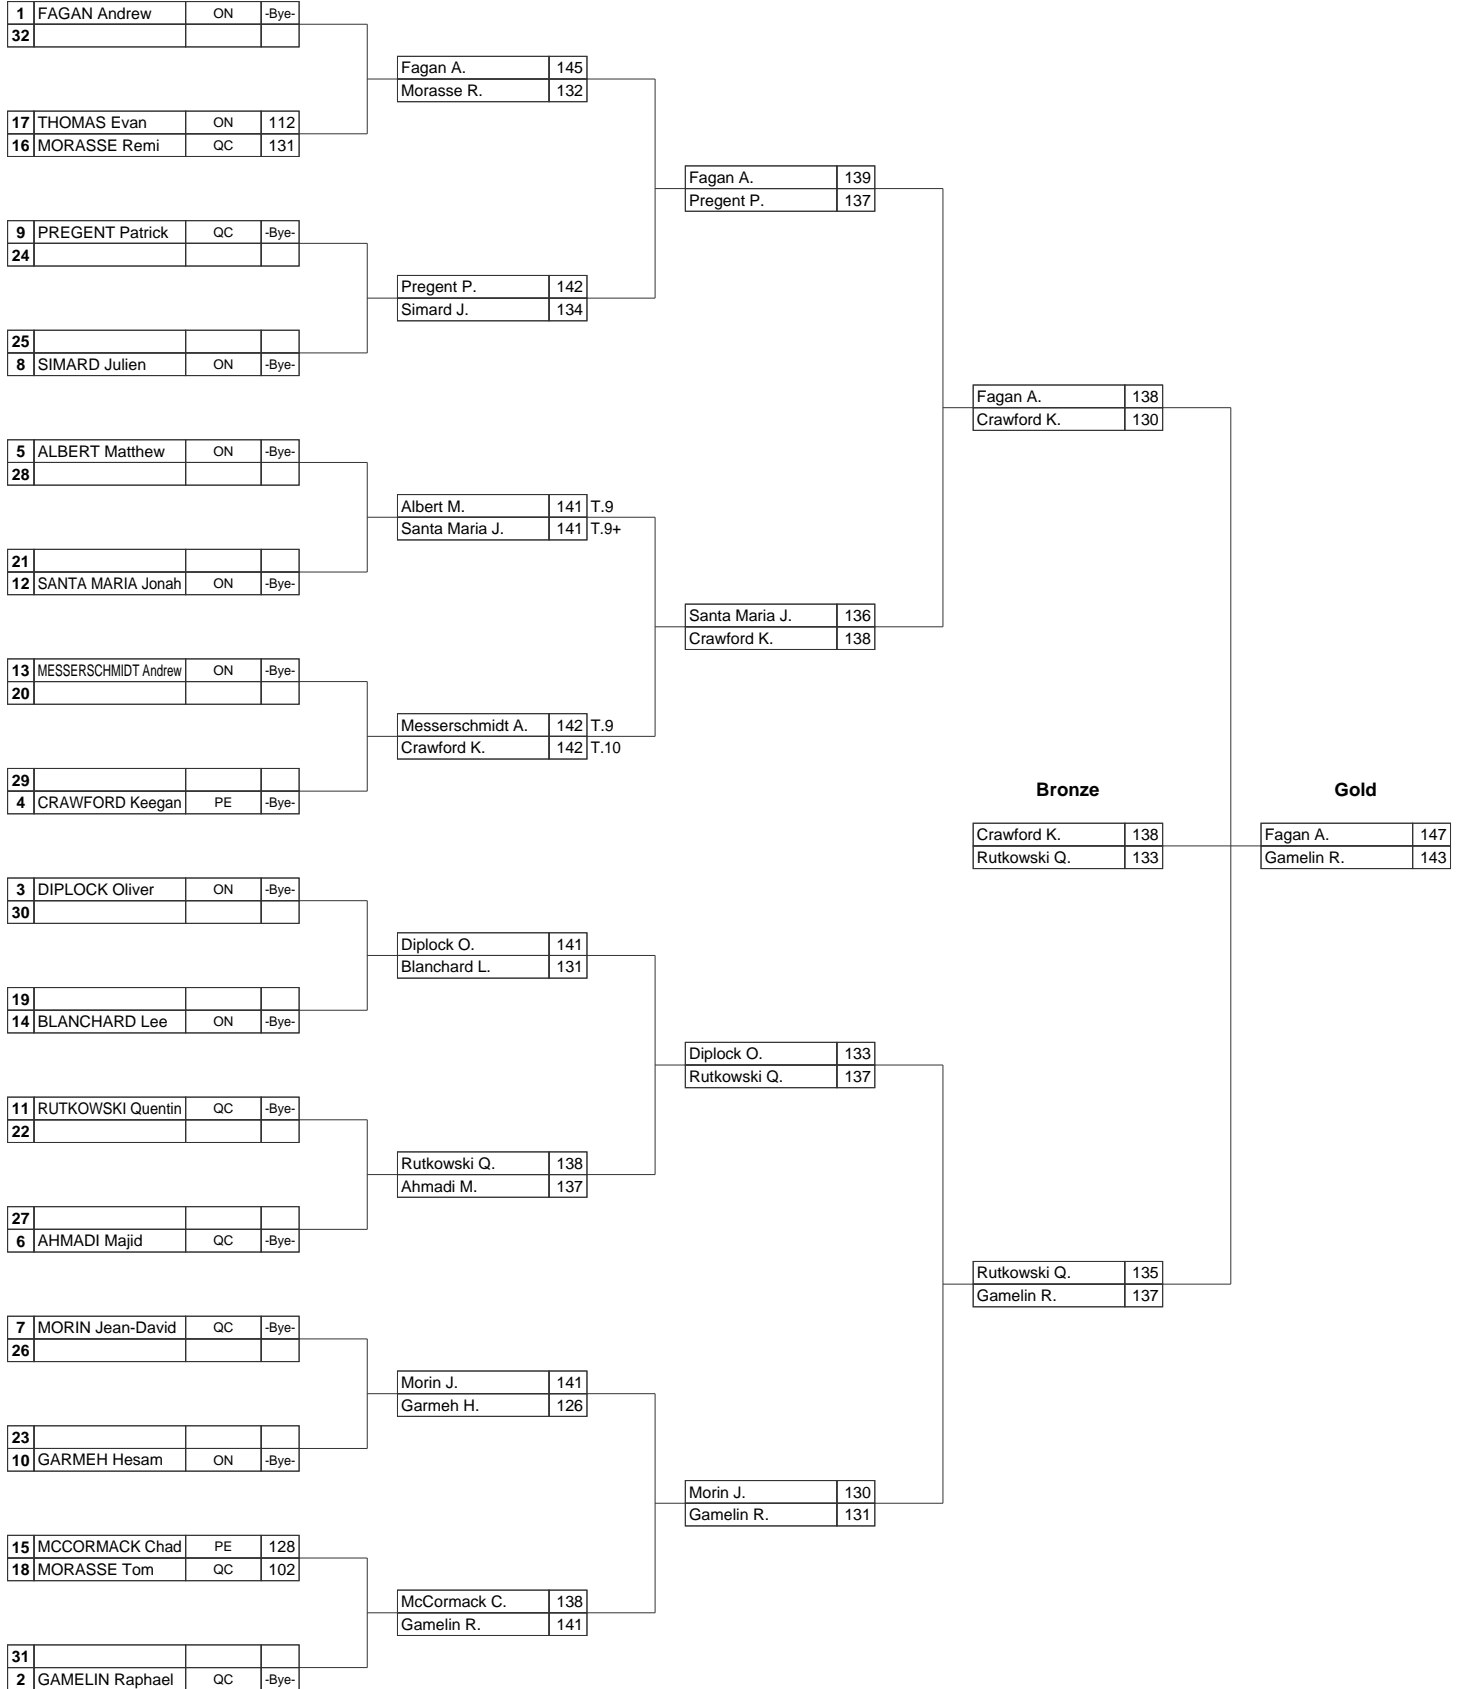 1 FAGAN Andrew ON -Bye-
32
Fagan A. 145
Morasse R. 132
17 THOMAS Evan ON 112
16 MORASSE Remi QC 131
Fagan A. 139
Pregent P. 137
9 PREGENT Patrick QC -Bye-
24
Pregent P. 142
Simard J. 134
25
8 SIMARD Julien ON -Bye-
Fagan A. 138
Crawford K. 130
5 ALBERT Matthew ON -Bye-
28
Albert M. 141 T.9
Santa Maria J. 141 T.9+
21
12 SANTA MARIA Jonah ON -Bye-
Santa Maria J. 136
Crawford K. 138
13 MESSERSCHMIDT Andrew ON -Bye-
20
Messerschmidt A. 142 T.9
Crawford K. 142 T.10
29
4 CRAWFORD Keegan PE -Bye-
Bronze Gold
Crawford K. 138 Fagan A. 147
Rutkowski Q. 133 Gamelin R. 143
3 DIPLOCK Oliver ON -Bye-
30
Diplock O. 141
Blanchard L. 131
19
14 BLANCHARD Lee ON -Bye-
Diplock O. 133
Rutkowski Q. 137
11 RUTKOWSKI Quentin QC -Bye-
22
Rutkowski Q. 138
Ahmadi M. 137
27
6 AHMADI Majid QC -Bye-
Rutkowski Q. 135
Gamelin R. 137
7 MORIN Jean-David QC -Bye-
26
Morin J. 141
Garmeh H. 126
23
10 GARMEH Hesam ON -Bye-
Morin J. 130
Gamelin R. 131
15 MCCORMACK Chad PE 128
18 MORASSE Tom QC 102
McCormack C. 138
Gamelin R. 141
31
2 GAMELIN Raphael QC -Bye-